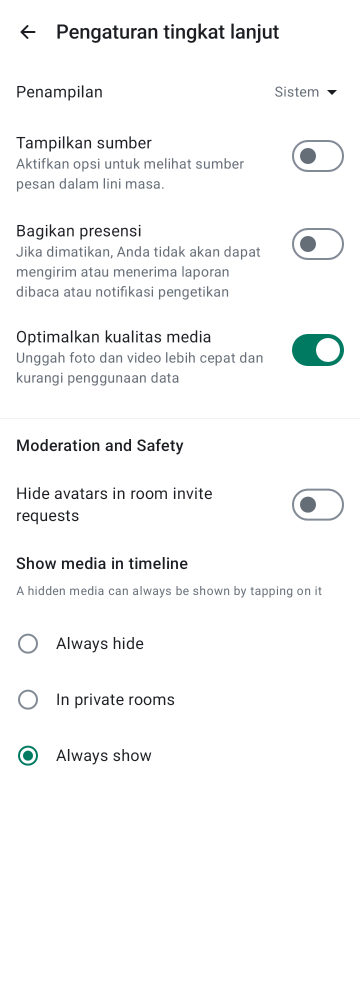 Pengaturan tingkat lanjut
Penampilan
Sistem
Tampilkan sumber
Aktifkan opsi untuk melihat sumber
pesan dalam lini masa.
Bagikan presensi
Jika dimatikan, Anda tidak akan dapat
mengirim atau menerima laporan
dibaca atau notifikasi pengetikan
Optimalkan kualitas media
Unggah foto dan video lebih cepat dan
kurangi penggunaan data
Moderation and Safety
Hide avatars in room invite
requests
Show media in timeline
A hidden media can always be shown by tapping on it
Always hide
In private rooms
Always show